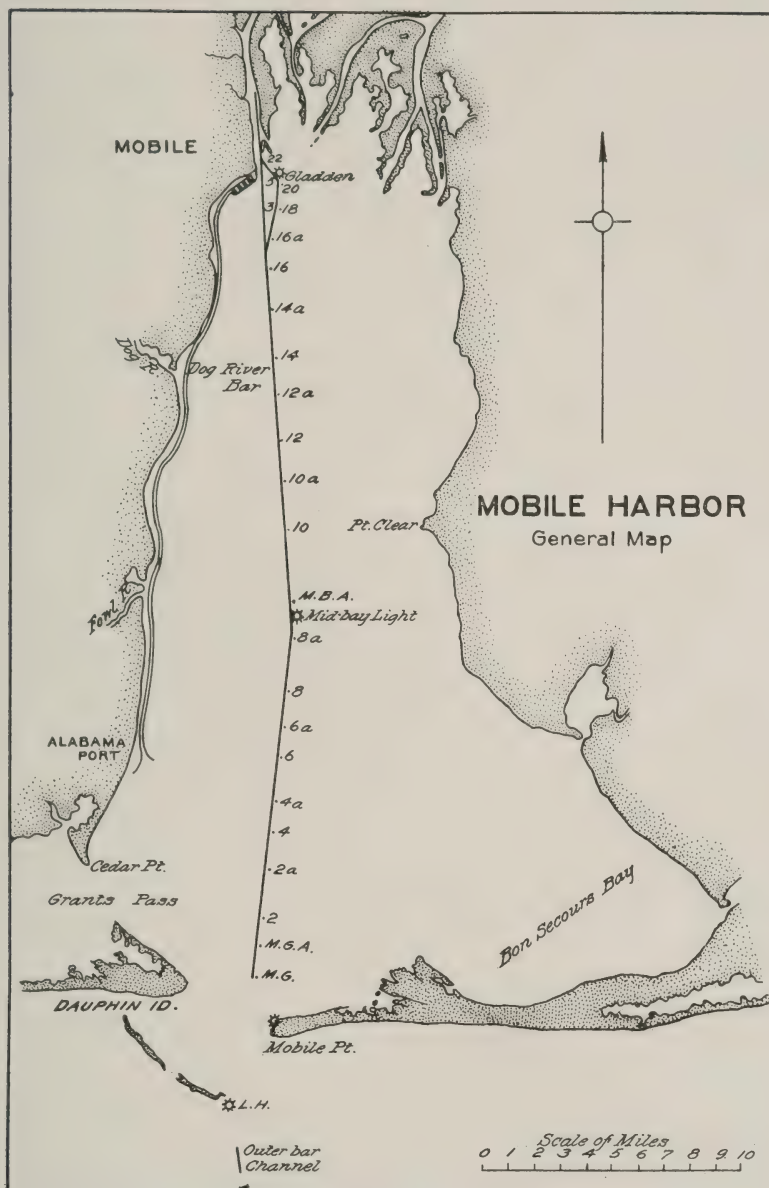 MOBILE
22
Gladden
3
20
3
18
16a
16
14a
14
Dog R.
Dog River
Bar
12a
12
10a
MOBILE HARBOR
General Map
10
Pt. Clear
M.B.A.
Mid-bay Light
Fowl R.
8a
8
6a
ALABAMA
PORT
6
4a
4
Cedar Pt.
2a
Grants Pass
Bon Secours Bay
2
M.G.A.
M.G.
DAUPHIN ID.
Mobile Pt.
L.H.
Outer bar
Channel
Scale of Miles
0 1 2 3 4 5 6 7 8 9 10